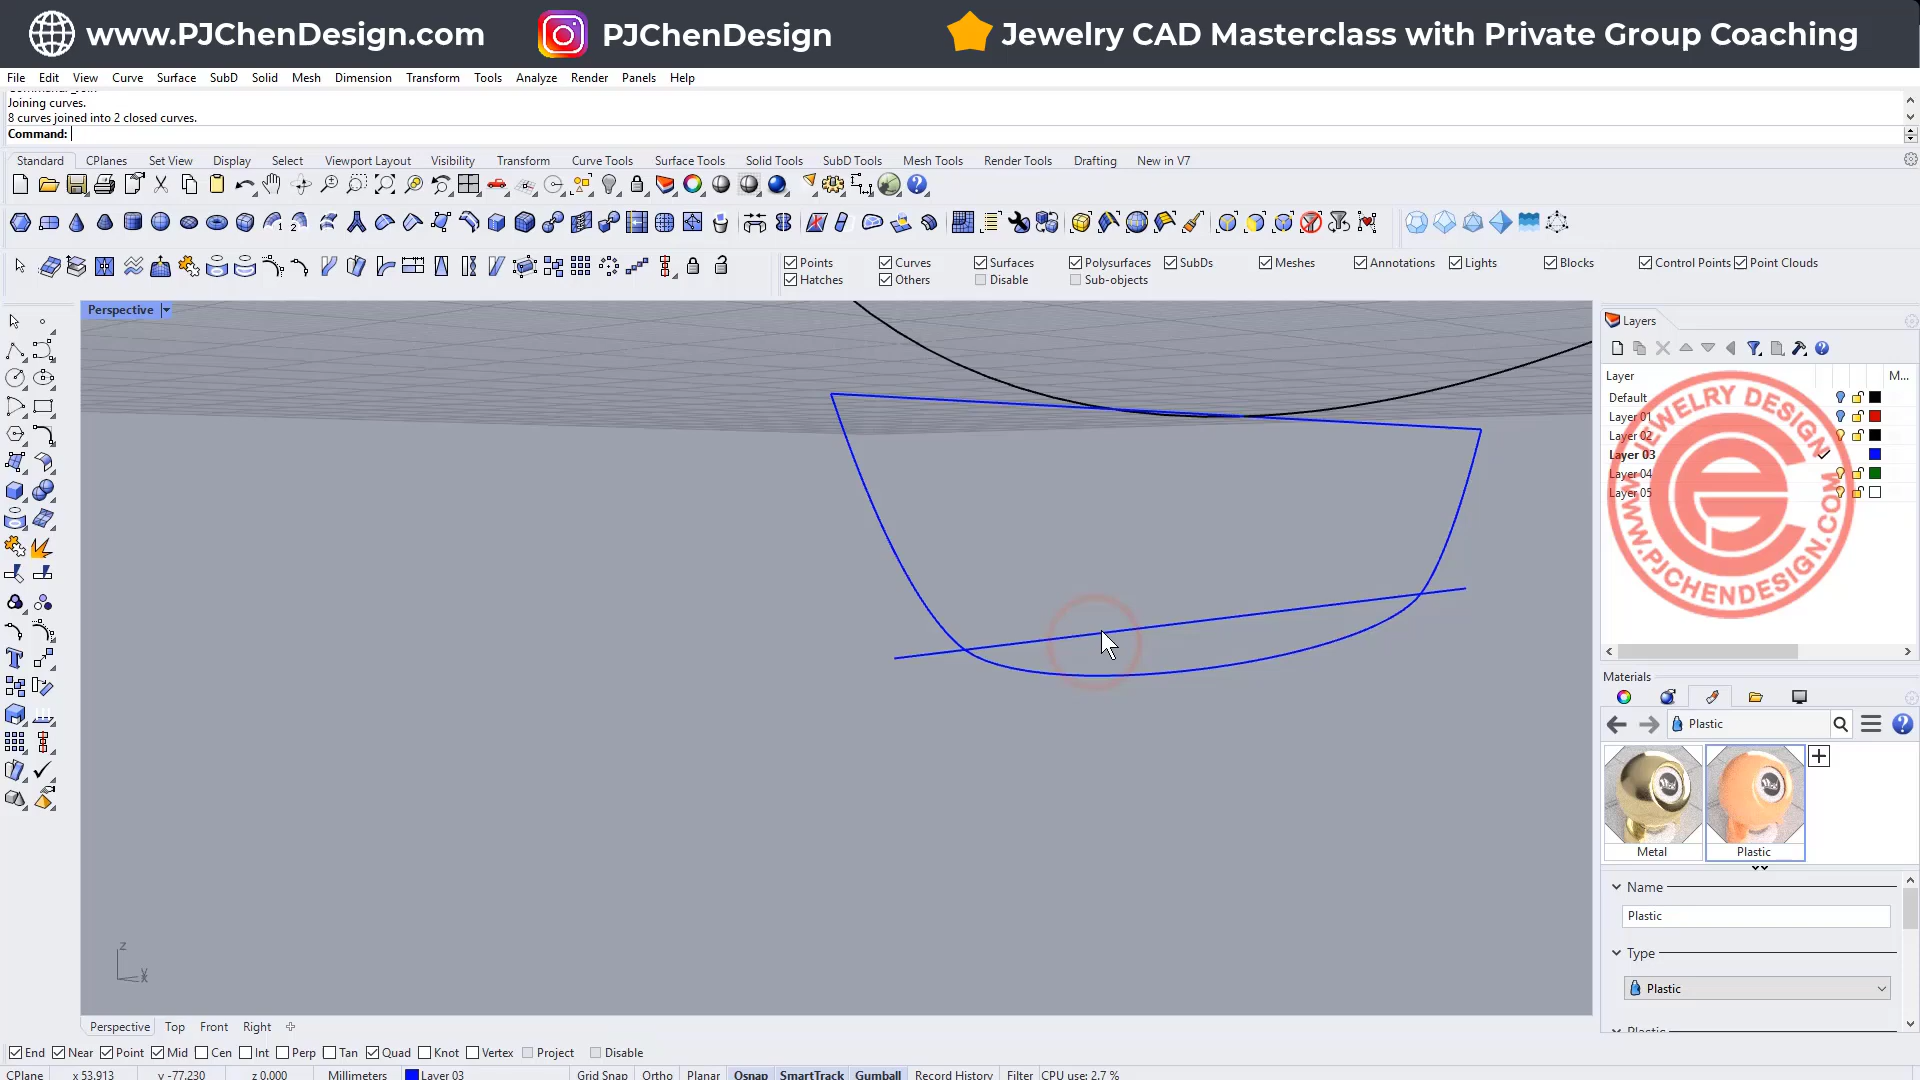 www.PJChenDesign.com PJChenDesign Jewelry CAD Masterclass with Private Group Coaching
File Edit View Curve Surface SubD Solid Mesh Dimension Transform Tools Analyze Render Panels Help
Joining curves.
8 curves joined into 2 closed curves.
Command:
Standard CPlanes Set View Display Select Viewport Layout Visibility Transform Curve Tools Surface Tools Solid Tools SubD Tools Mesh Tools Render Tools Drafting New in V7
Points Curves Surfaces Polysurfaces SubDs Meshes Annotations Lights Blocks Control Points Point Clouds
Hatches Others Disable Sub-objects
Perspective
Layers
Layer M...
Default
Layer 01
Layer 02
Layer 03
Layer 04
Layer 05
JEWELRY DESIGN
WWW.PJCHENDESIGN.COM
Materials
Plastic
Metal Plastic
Name
Plastic
Type
Plastic
z
y
Perspective Top Front Right
End Near Point Mid Cen Int Perp Tan Quad Knot Vertex Project Disable
CPlane x 53.913 y -77.230 z 0.000 Millimeters Layer 03 Grid Snap Ortho Planar Osnap SmartTrack Gumball Record History Filter CPU use: 2.7 %